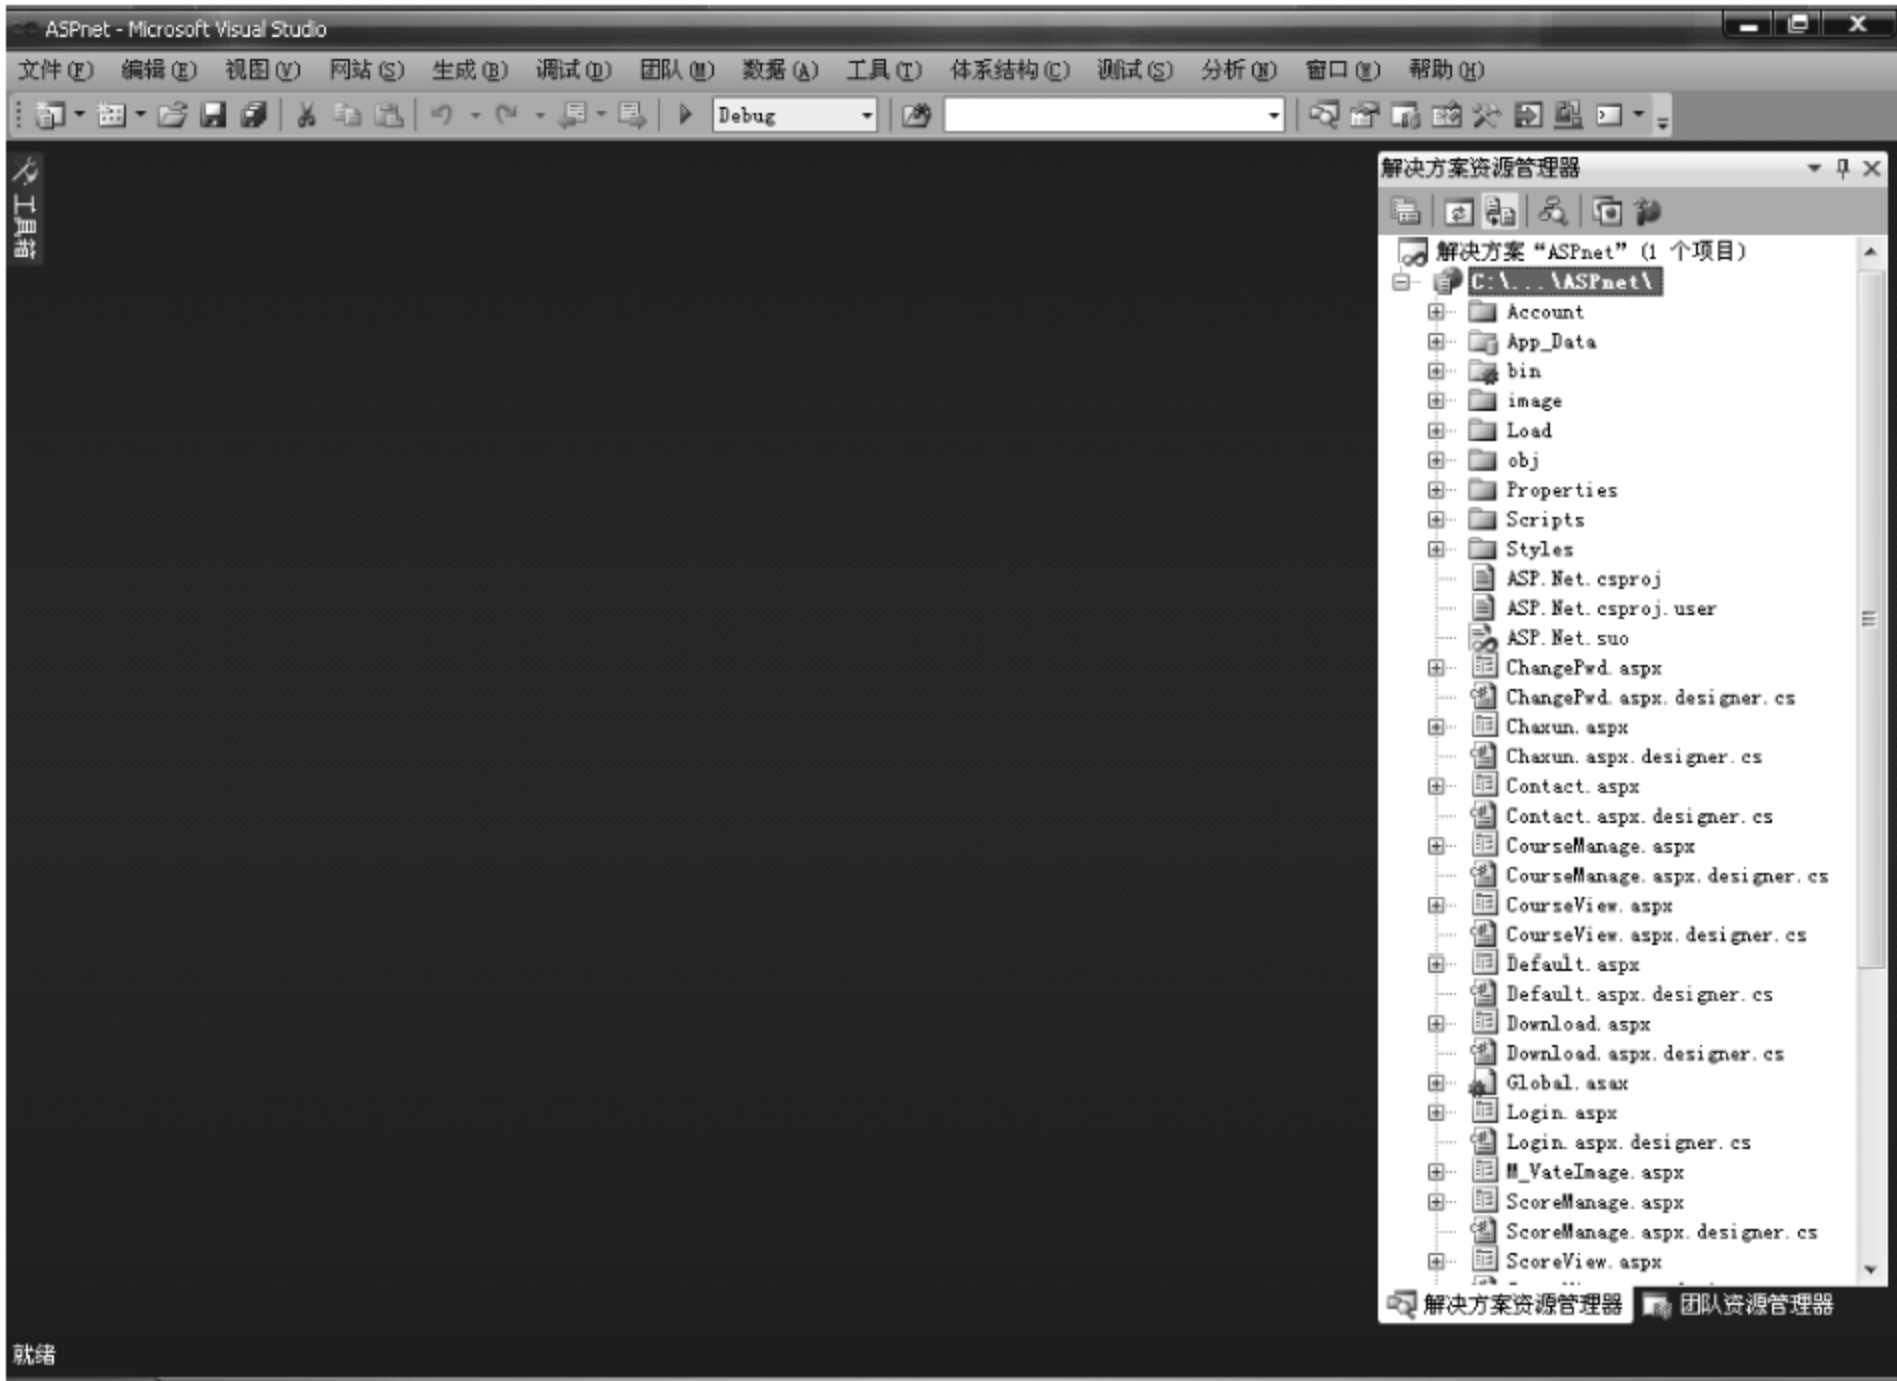 ASPnet - Microsoft Visual Studio
文件(F) 编辑(E) 视图(V) 网站(S) 生成(B) 调试(D) 团队(M) 数据(A) 工具(T) 体系结构(C) 测试(S) 分析(N) 窗口(W) 帮助(H)
Debug
工具箱
解决方案资源管理器
解决方案 “ASPnet” (1 个项目)
C:\...\ASPnet\
Account
App_Data
bin
image
Load
obj
Properties
Scripts
Styles
ASP.Net.csproj
ASP.Net.csproj.user
ASP.Net.suo
ChangePwd.aspx
ChangePwd.aspx.designer.cs
Chaxun.aspx
Chaxun.aspx.designer.cs
Contact.aspx
Contact.aspx.designer.cs
CourseManage.aspx
CourseManage.aspx.designer.cs
CourseView.aspx
CourseView.aspx.designer.cs
Default.aspx
Default.aspx.designer.cs
Download.aspx
Download.aspx.designer.cs
Global.asax
Login.aspx
Login.aspx.designer.cs
M_VateImage.aspx
ScoreManage.aspx
ScoreManage.aspx.designer.cs
ScoreView.aspx
解决方案资源管理器 团队资源管理器
就绪